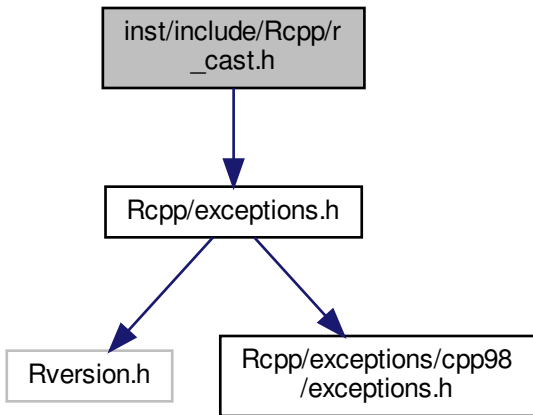 inst/include/Rcpp/r
_cast.h
Rcpp/exceptions.h
Rversion.h
Rcpp/exceptions/cpp98
/exceptions.h